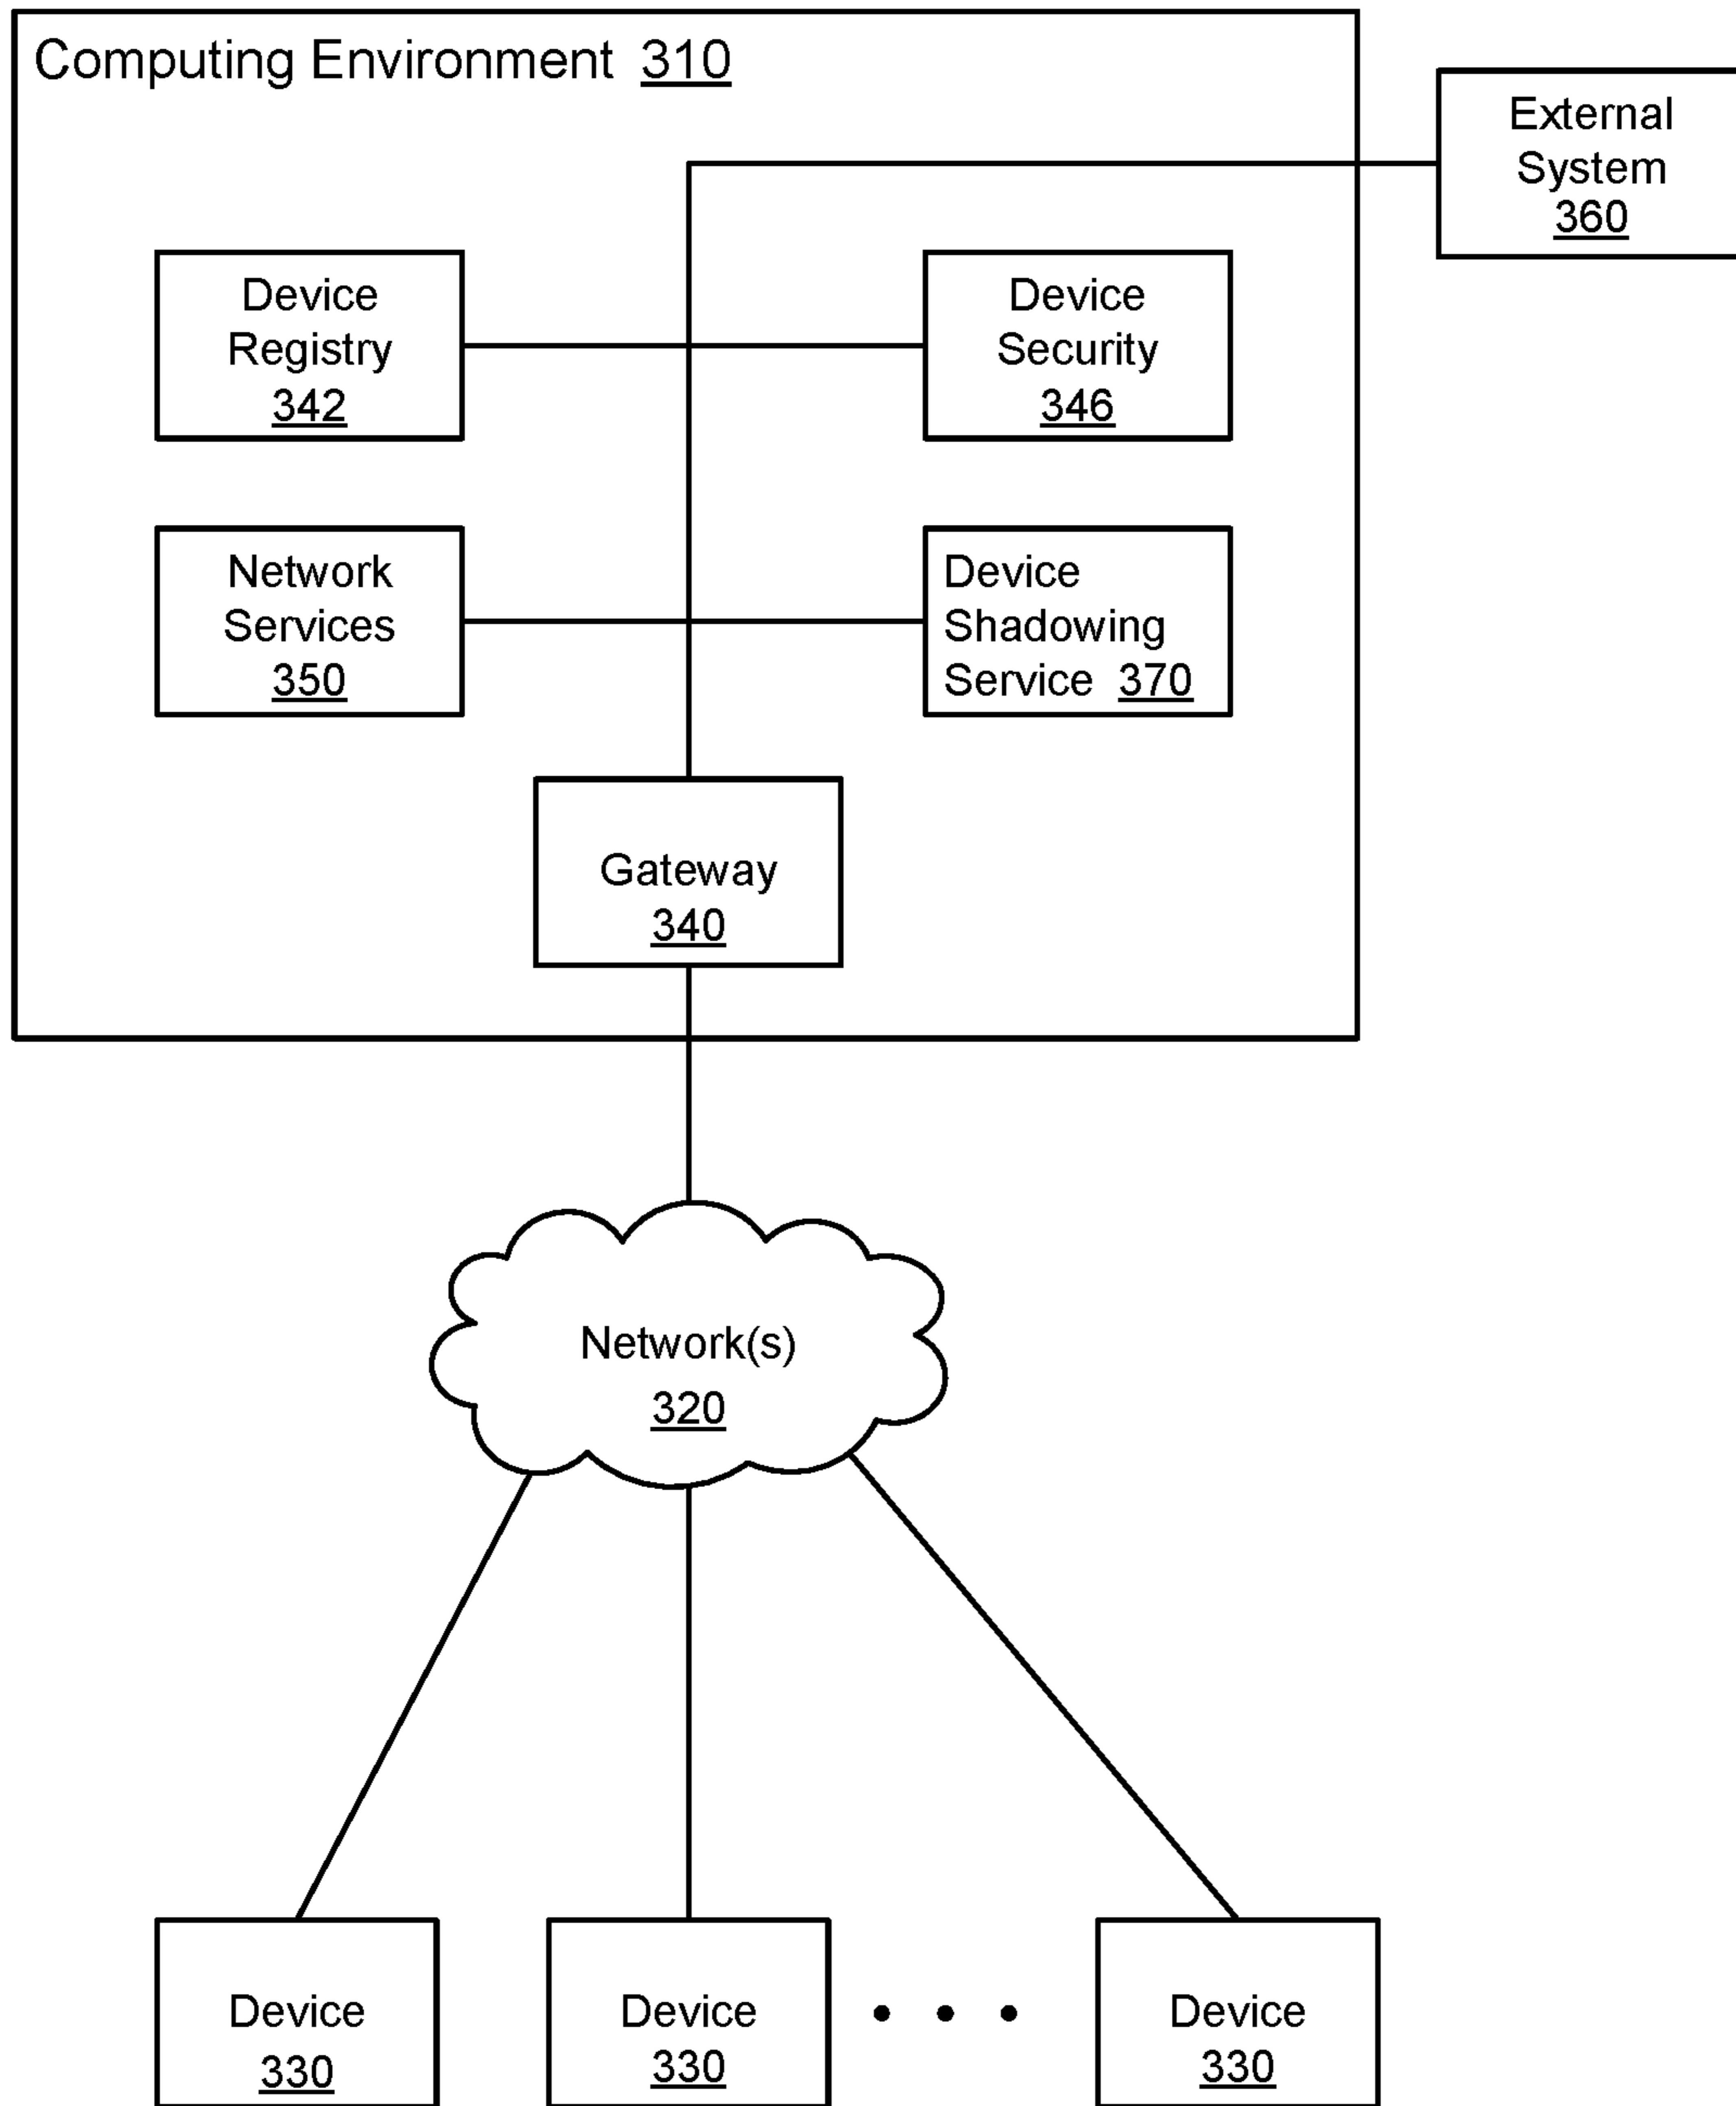 Computing Environment 310
External
System
360
Device
Registry
342
Device
Security
346
Network
Services
350
Device
Shadowing
Service 370
Gateway
340
Network(s)
320
Device
330
Device
330
Device
330